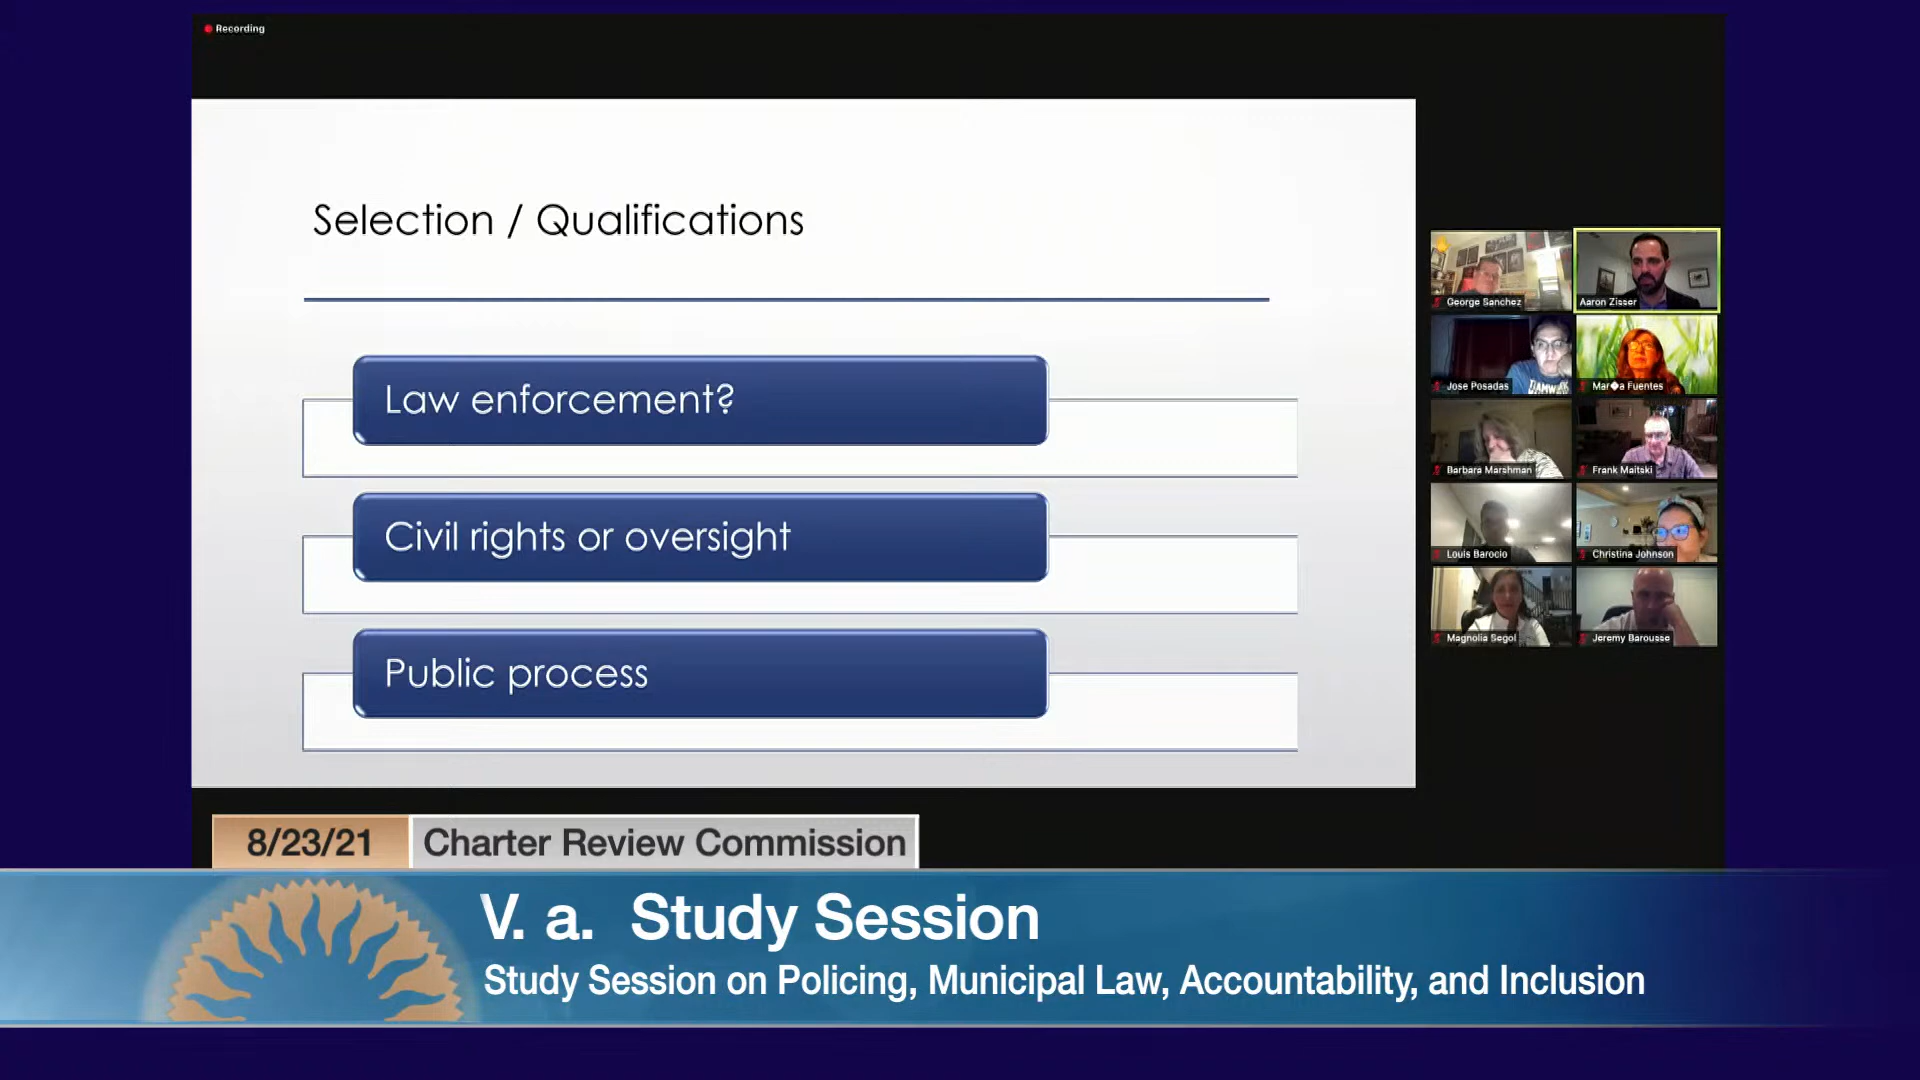 Recording
Selection / Qualifications
Law enforcement?
Civil rights or oversight
Public process
George Sanchez
Aaron Zisser
Jose Posadas
Mar�a Fuentes
Barbara Marshman
Frank Maitski
Louis Barocio
Christina Johnson
Magnolia Segol
Jeremy Barousse
8/23/21
Charter Review Commission
V. a. Study Session
Study Session on Policing, Municipal Law, Accountability, and Inclusion